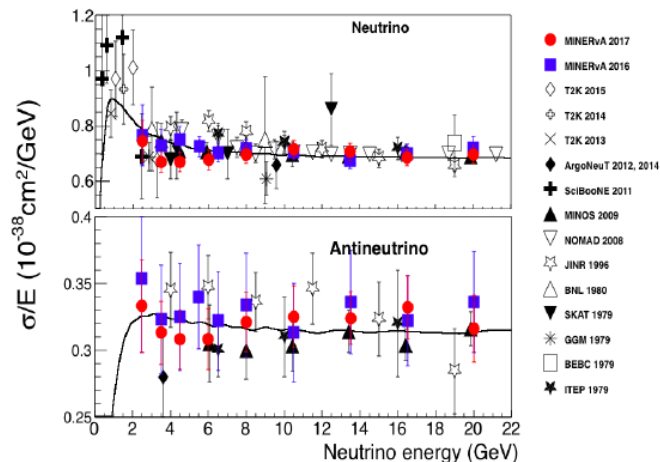 Neutrino
1.2
1
0.8
0.6
σ/E (10⁻³⁸cm²/GeV)
Antineutrino
0.4
0.35
0.3
0.25
0 2 4 6 8 10 12 14 16 18 20 22
Neutrino energy (GeV)
MINERvA 2017
MINERvA 2016
T2K 2015
T2K 2014
T2K 2013
ArgoNeuT 2012, 2014
SciBooNE 2011
MINOS 2009
NOMAD 2008
JINR 1996
BNL 1980
SKAT 1979
GGM 1979
BEBC 1979
ITEP 1979